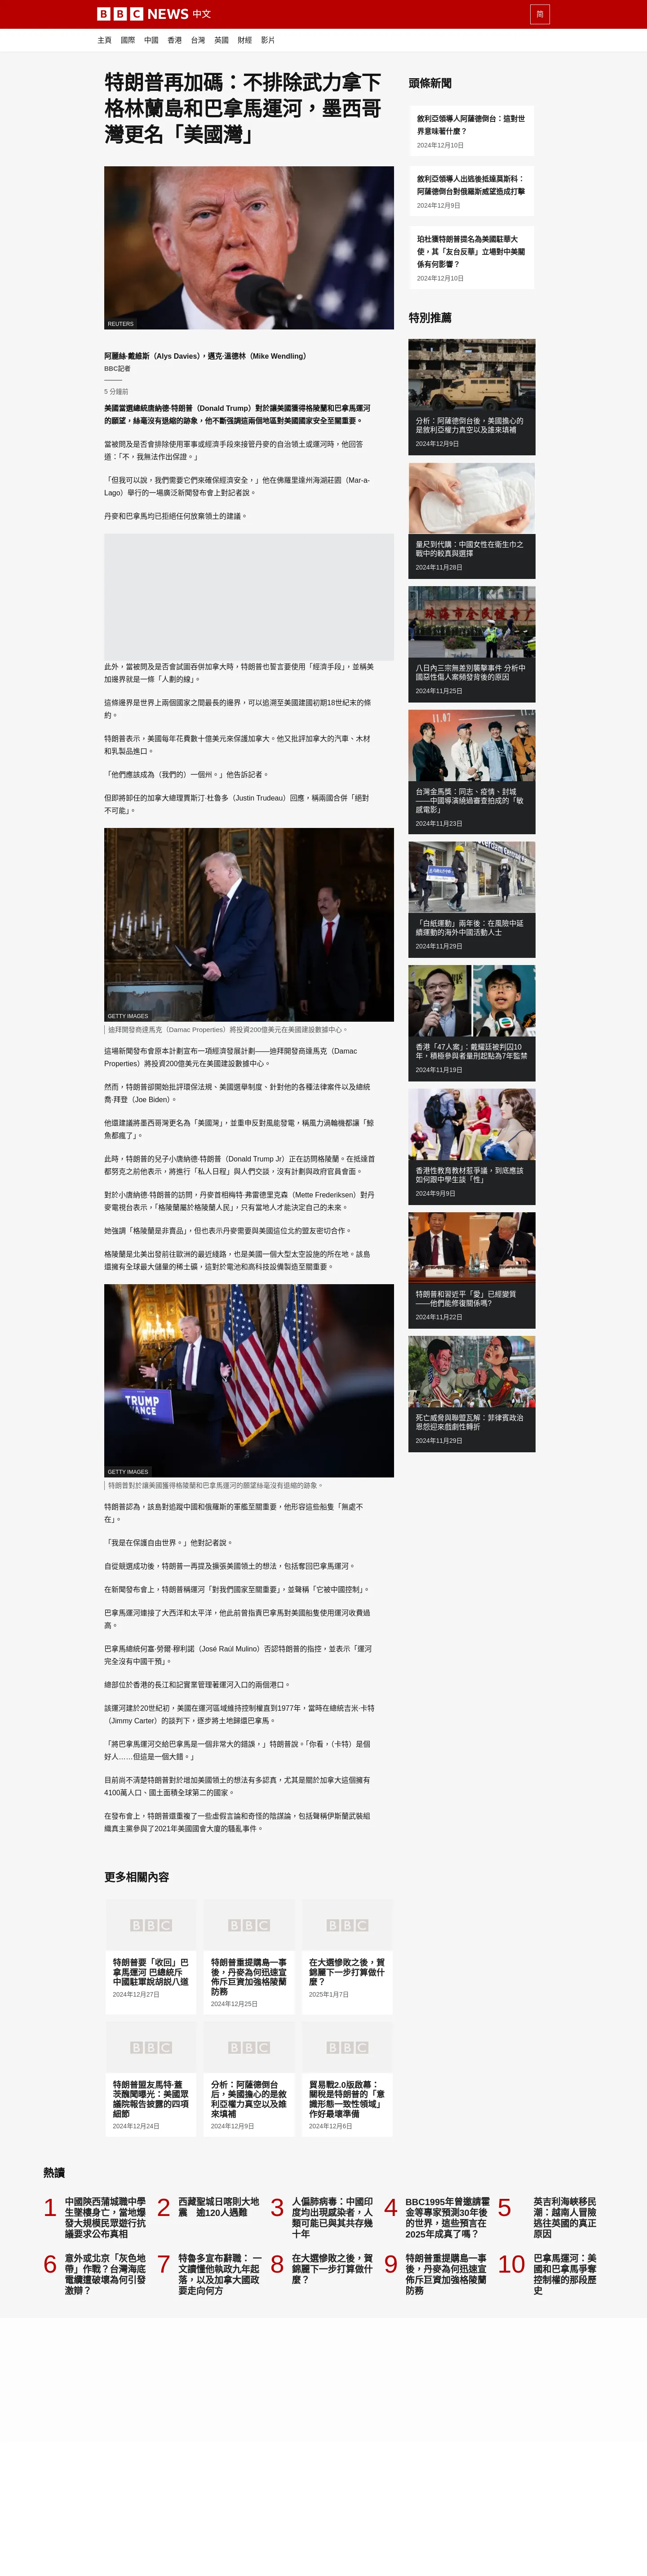 BBC NEWS 中文
简
主頁 國際 中國 香港 台灣 英國 財經 影片
特朗普再加碼：不排除武力拿下
格林蘭島和巴拿馬運河，墨西哥
灣更名「美國灣」
REUTERS
阿麗絲·戴維斯（Alys Davies），邁克·溫德林（Mike Wendling）
BBC記者
5 分鐘前
美國當選總統唐納德·特朗普（Donald Trump）對於讓美國獲得格陵蘭和巴拿馬運河
的願望，絲毫沒有退縮的跡象，他不斷强調這兩個地區對美國國家安全至關重要。
當被問及是否會排除使用軍事或經濟手段來接管丹麥的自治領土或運河時，他回答
道：「不，我無法作出保證。」
「但我可以說，我們需要它們來確保經濟安全，」他在佛羅里達州海湖莊園（Mar-a-
Lago）舉行的一場廣泛新聞發布會上對記者說。
丹麥和巴拿馬均已拒絕任何放棄領土的建議。
此外，當被問及是否會試圖吞併加拿大時，特朗普也誓言要使用「經濟手段」，並稱美
加邊界就是一條「人劃的線」。
這條邊界是世界上兩個國家之間最長的邊界，可以追溯至美國建國初期18世紀末的條
約。
特朗普表示，美國每年花費數十億美元來保護加拿大。他又批評加拿大的汽車、木材
和乳製品進口。
「他們應該成為（我們的）一個州。」他告訴記者。
但即將卸任的加拿大總理賈斯汀·杜魯多（Justin Trudeau）回應，稱兩國合併「絕對
不可能」。
GETTY IMAGES
迪拜開發商達馬克（Damac Properties）將投資200億美元在美國建設數據中心。
這場新聞發布會原本計劃宣布一項經濟發展計劃——迪拜開發商達馬克（Damac
Properties）將投資200億美元在美國建設數據中心。
然而，特朗普卻開始批評環保法規、美國選舉制度、針對他的各種法律案件以及總統
喬·拜登（Joe Biden）。
他還建議將墨西哥灣更名為「美國灣」，並重申反對風能發電，稱風力渦輪機都讓「鯨
魚都瘋了」。
此時，特朗普的兒子小唐納德·特朗普（Donald Trump Jr）正在訪問格陵蘭。在抵達首
都努克之前他表示，將進行「私人日程」與人們交談，沒有計劃與政府官員會面。
對於小唐納德·特朗普的訪問，丹麥首相梅特·弗雷德里克森（Mette Frederiksen）對丹
麥電視台表示，「格陵蘭屬於格陵蘭人民」，只有當地人才能決定自己的未來。
她強調「格陵蘭是非賣品」，但也表示丹麥需要與美國這位北約盟友密切合作。
格陵蘭是北美出發前往歐洲的最近綫路，也是美國一個大型太空設施的所在地。該島
還擁有全球最大儲量的稀土礦，這對於電池和高科技設備製造至關重要。
TRUMP
GETTY IMAGES
特朗普對於讓美國獲得格陵蘭和巴拿馬運河的願望絲毫沒有退縮的跡象。
特朗普認為，該島對追蹤中國和俄羅斯的軍艦至關重要，他形容這些船隻「無處不
在」。
「我是在保護自由世界。」他對記者說。
自從競選成功後，特朗普一再提及擴張美國領土的想法，包括奪回巴拿馬運河。
在新聞發布會上，特朗普稱運河「對我們國家至關重要」，並聲稱「它被中國控制」。
巴拿馬運河連接了大西洋和太平洋，他此前曾指責巴拿馬對美國船隻使用運河收費過
高。
巴拿馬總統何塞·勞爾·穆利諾（José Raúl Mulino）否認特朗普的指控，並表示「運河
完全沒有中國干預」。
總部位於香港的長江和記實業管理著運河入口的兩個港口。
該運河建於20世紀初，美國在運河區域維持控制權直到1977年，當時在總統吉米·卡特
（Jimmy Carter）的談判下，逐步將土地歸還巴拿馬。
「將巴拿馬運河交給巴拿馬是一個非常大的錯誤，」特朗普說。「你看，（卡特）是個
好人……但這是一個大錯。」
目前尚不清楚特朗普對於增加美國領土的想法有多認真，尤其是關於加拿大這個擁有
4100萬人口、國土面積全球第二的國家。
在發布會上，特朗普還重複了一些虛假言論和奇怪的陰謀論，包括聲稱伊斯蘭武裝組
織真主黨參與了2021年美國國會大廈的騷亂事件。
頭條新聞
敘利亞領導人阿薩德倒台：這對世
界意味著什麼？
2024年12月10日
敘利亞領導人出逃後抵達莫斯科：
阿薩德倒台對俄羅斯威望造成打擊
2024年12月9日
珀杜獲特朗普提名為美國駐華大
使，其「友台反華」立場對中美關
係有何影響？
2024年12月10日
特別推薦
分析：阿薩德倒台後，美國擔心的
是敘利亞權力真空以及誰來填補
2024年12月9日
量尺到代購：中國女性在衛生巾之
戰中的較真與選擇
2024年11月28日
八日內三宗無差別襲擊事件 分析中
國惡性傷人案頻發背後的原因
2024年11月25日
11.07
台灣金馬獎：同志、疫情、封城
——中國導演繞過審查拍成的「敏
感電影」
2024年11月23日
「白紙運動」兩年後：在風險中延
續運動的海外中國活動人士
2024年11月29日
香港「47人案」：戴耀廷被判囚10
年，積極參與者量刑起點為7年監禁
2024年11月19日
香港性教育教材惹爭議，到底應該
如何跟中學生談「性」
2024年9月9日
特朗普和習近平「愛」已經變質
——他們能修復關係嗎?
2024年11月22日
死亡威脅與聯盟瓦解：菲律賓政治
恩怨迎來戲劇性轉折
2024年11月29日
更多相關內容
BBC
BBC
BBC
特朗普要「收回」巴
拿馬運河 巴總統斥
中國駐軍說胡説八道
2024年12月27日
特朗普重提購島一事
後，丹麥為何迅速宣
佈斥巨資加強格陵蘭
防務
2024年12月25日
在大選慘敗之後，賀
錦麗下一步打算做什
麼？
2025年1月7日
BBC
BBC
BBC
特朗普盟友馬特·蓋
茨醜聞曝光：美國眾
議院報告披露的四項
細節
2024年12月24日
分析：阿薩德倒台
后，美國擔心的是敘
利亞權力真空以及誰
來填補
2024年12月9日
貿易戰2.0版啟幕：
關稅是特朗普的「意
識形態一致性領域」
作好最壞準備
2024年12月6日
熱讀
1 中國陝西蒲城職中學
生墜樓身亡，當地爆
發大規模民眾遊行抗
議要求公布真相
2 西藏聖城日喀則大地
震 逾120人遇難
3 人偏肺病毒：中國印
度均出現感染者，人
類可能已與其共存幾
十年
4 BBC1995年曾邀請霍
金等專家預測30年後
的世界，這些預言在
2025年成真了嗎？
5 英吉利海峽移民
潮：越南人冒險
逃往英國的真正
原因
6 意外或北京「灰色地
帶」作戰？台灣海底
電纜遭破壞為何引發
激辯？
7 特魯多宣布辭職： 一
文讀懂他執政九年起
落，以及加拿大國政
要走向何方
8 在大選慘敗之後，賀
錦麗下一步打算做什
麼？
9 特朗普重提購島一事
後，丹麥為何迅速宣
佈斥巨資加強格陵蘭
防務
10 巴拿馬運河：美
國和巴拿馬爭奪
控制權的那段歷
史